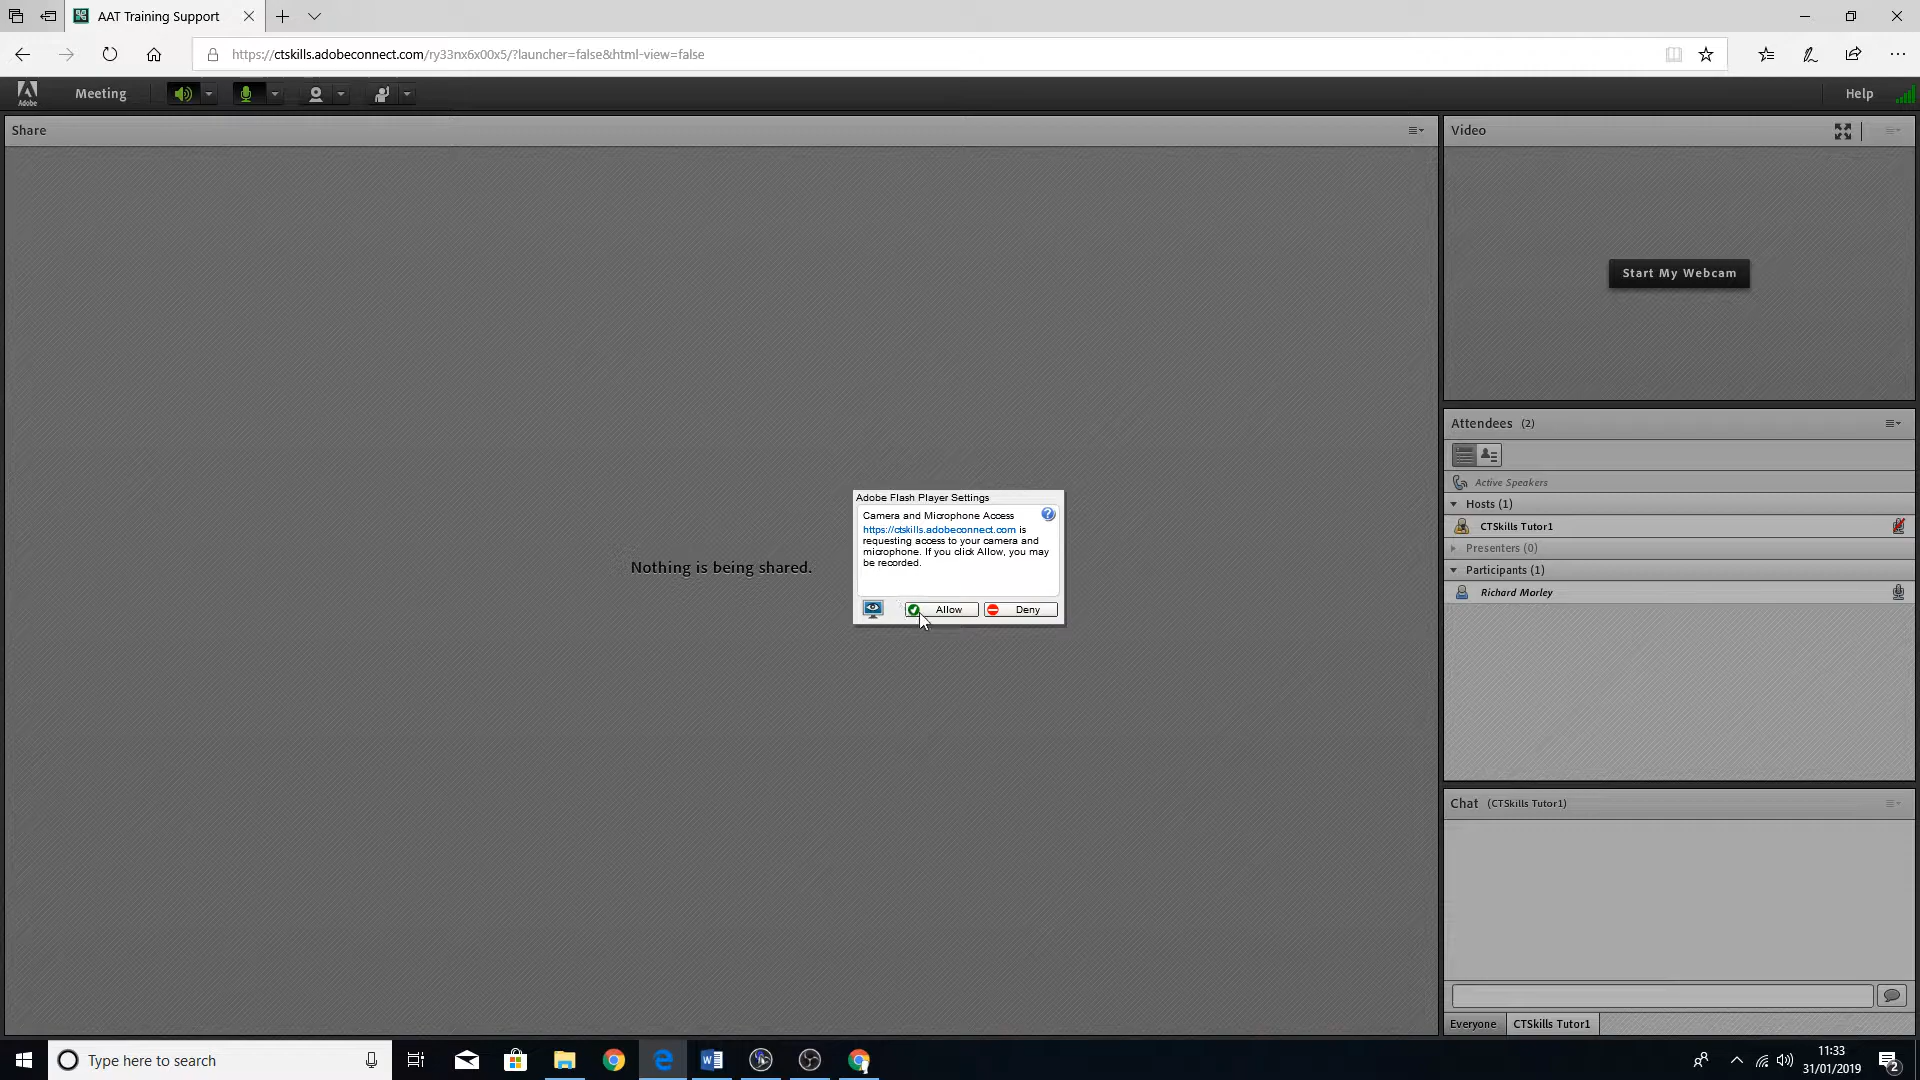 AAT Training Support
https://ctskills.adobeconnect.com/ry33nx6x00x5/?launcher=false&html-view=false
Adobe
Meeting
Help
Share
Video
Start My Webcam
Nothing is being shared.
Adobe Flash Player Settings
Camera and Microphone Access
https://ctskills.adobeconnect.com is
requesting access to your camera and
microphone. If you click Allow, you may
be recorded.
Allow
Deny
Attendees (2)
Active Speakers
Hosts (1)
CTSkills Tutor1
Presenters (0)
Participants (1)
Richard Morley
Chat (CTSkills Tutor1)
Everyone
CTSkills Tutor1
Type here to search
11:33
31/01/2019
2